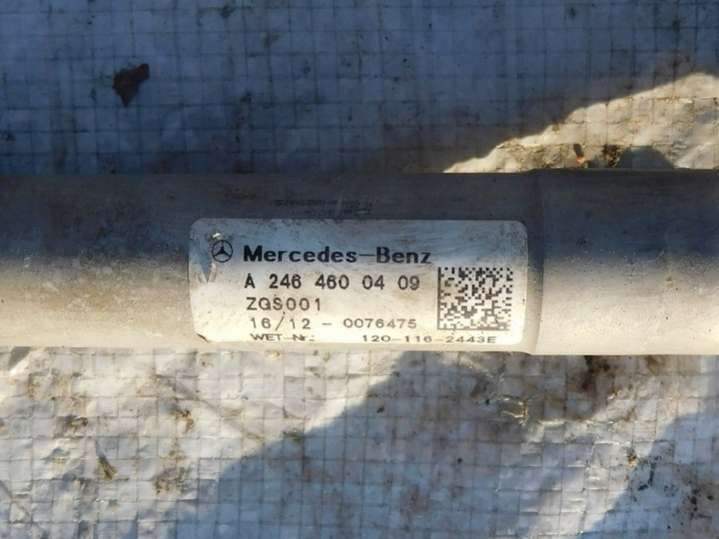 Mercedes-Benz
A 246 460 04 09
ZGS001
16/12 - 0076475
WET-Nr: 120-116-2443E